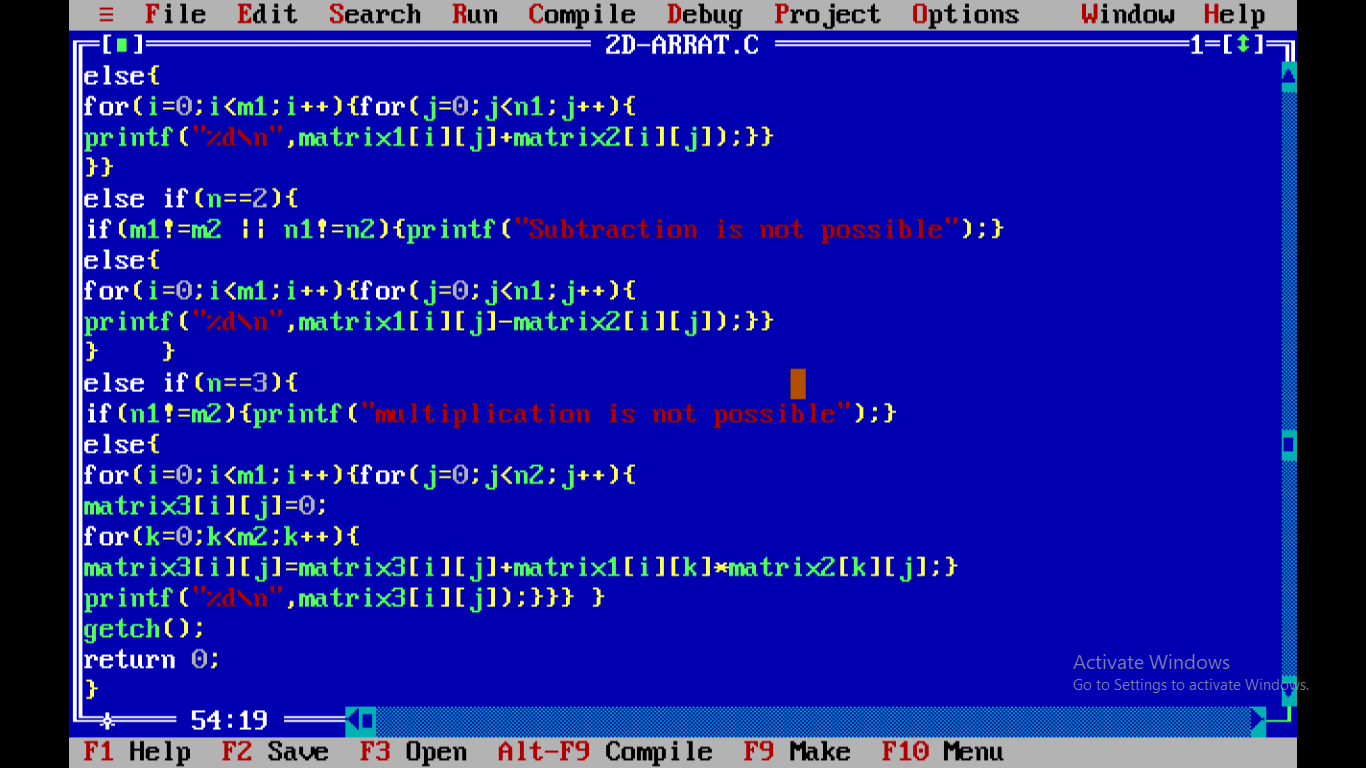 ≡ File Edit Search Run Compile Debug Project Options Window Help
[■] 2D-ARRAT.C 1=[↕]
else{
for(i=0;i<m1;i++){for(j=0;j<n1;j++){
printf("%d\n",matrix1[i][j]+matrix2[i][j]);}}
}}
else if(n==2){
if(m1!=m2 || n1!=n2){printf("Subtraction is not possible");}
else{
for(i=0;i<m1;i++){for(j=0;j<n1;j++){
printf("%d\n",matrix1[i][j]-matrix2[i][j]);}}
}    }
else if(n==3){
if(n1!=m2){printf("multiplication is not possible");}
else{
for(i=0;i<m1;i++){for(j=0;j<n2;j++){
matrix3[i][j]=0;
for(k=0;k<m2;k++){
matrix3[i][j]=matrix3[i][j]+matrix1[i][k]*matrix2[k][j];}
printf("%d\n",matrix3[i][j]);}}} }
getch();
return 0;
}
Activate Windows
Go to Settings to activate Windows.
54:19
F1 Help F2 Save F3 Open Alt-F9 Compile F9 Make F10 Menu